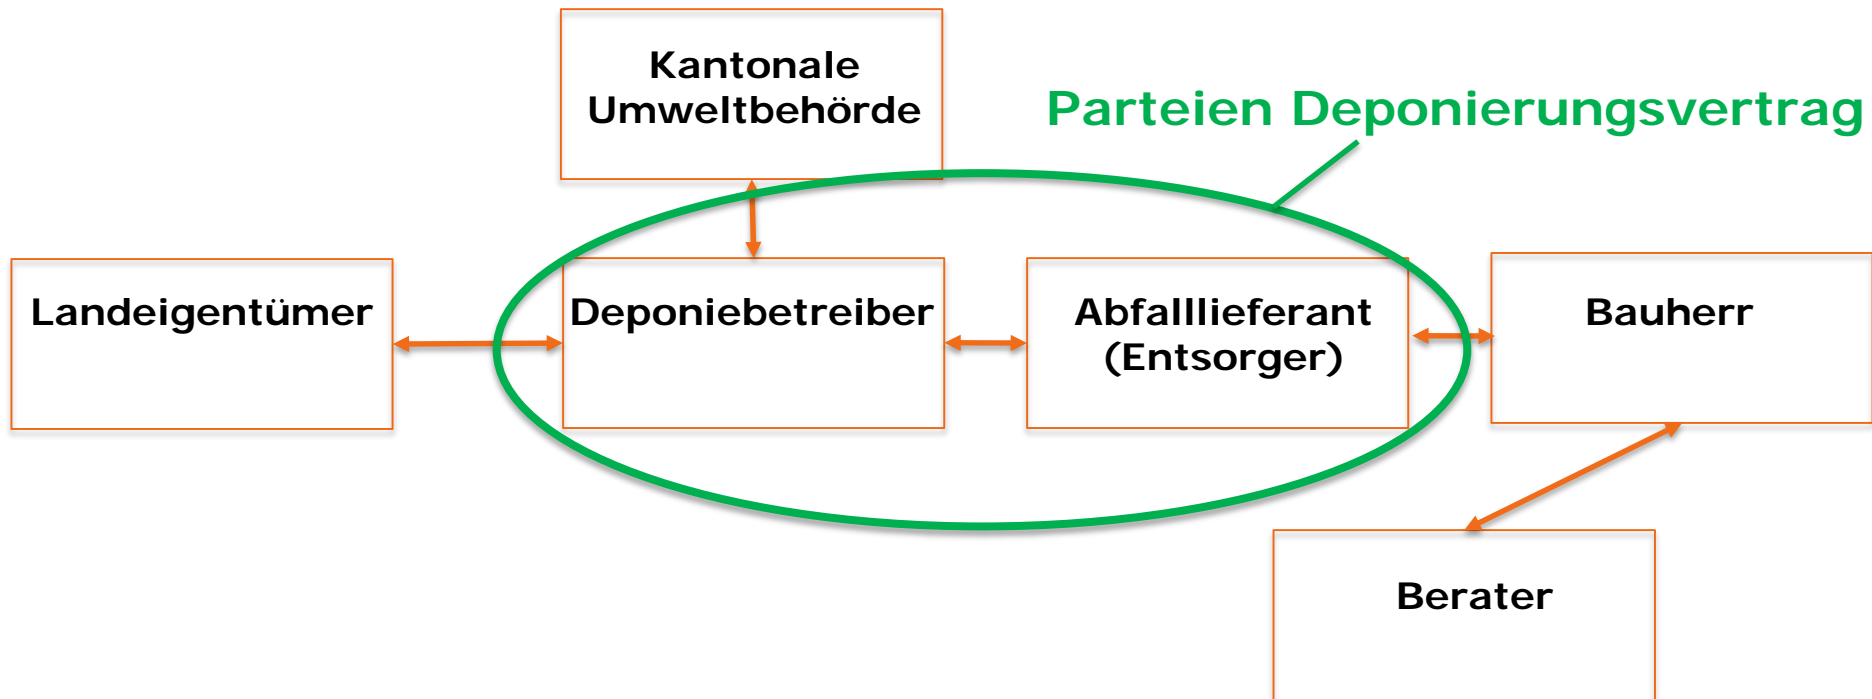 Kantonale
Umweltbehörde
Parteien Deponierungsvertrag
Landeigentümer
Deponiebetreiber
Abfalllieferant
(Entsorger)
Bauherr
Berater